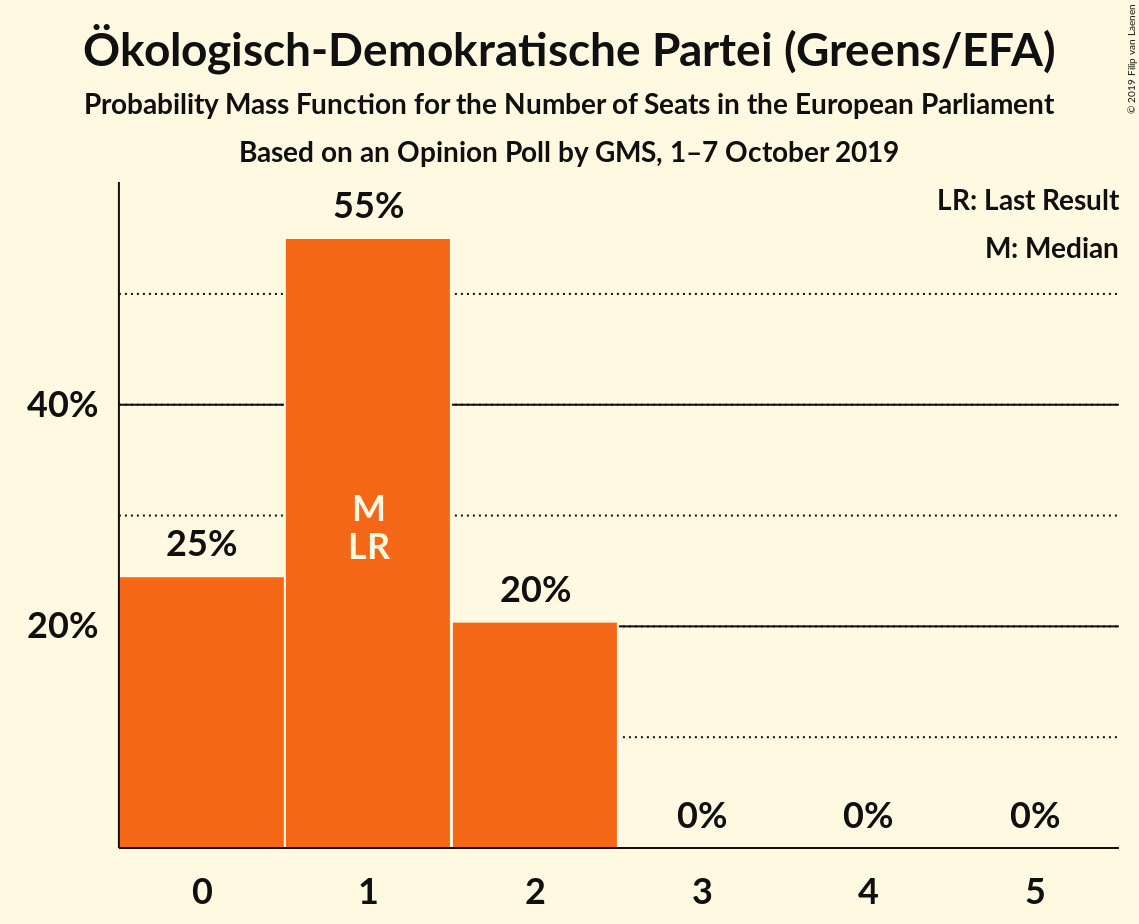 Ökologisch-Demokratische Partei (Greens/EFA)
Probability Mass Function for the Number of Seats in the European Parliament
Based on an Opinion Poll by GMS, 1–7 October 2019
© 2019 Filip van Laenen
LR: Last Result
M: Median
55%
40%
M
LR
25%
20%
20%
0%
0%
0%
0
1
2
3
4
5